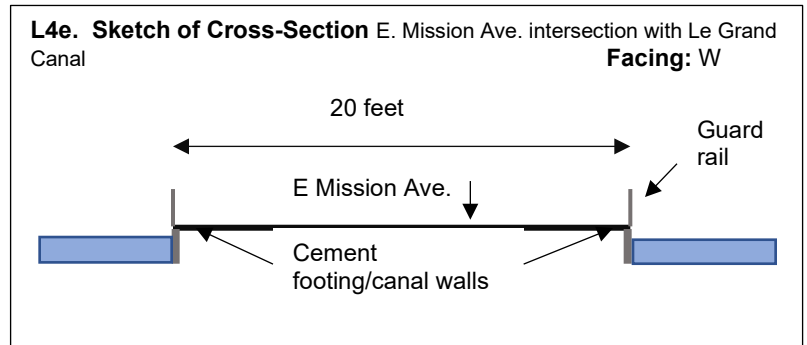 L4e. Sketch of Cross-Section E. Mission Ave. intersection with Le Grand
Canal Facing: W
20 feet
Guard
rail
E Mission Ave.
Cement
footing/canal walls